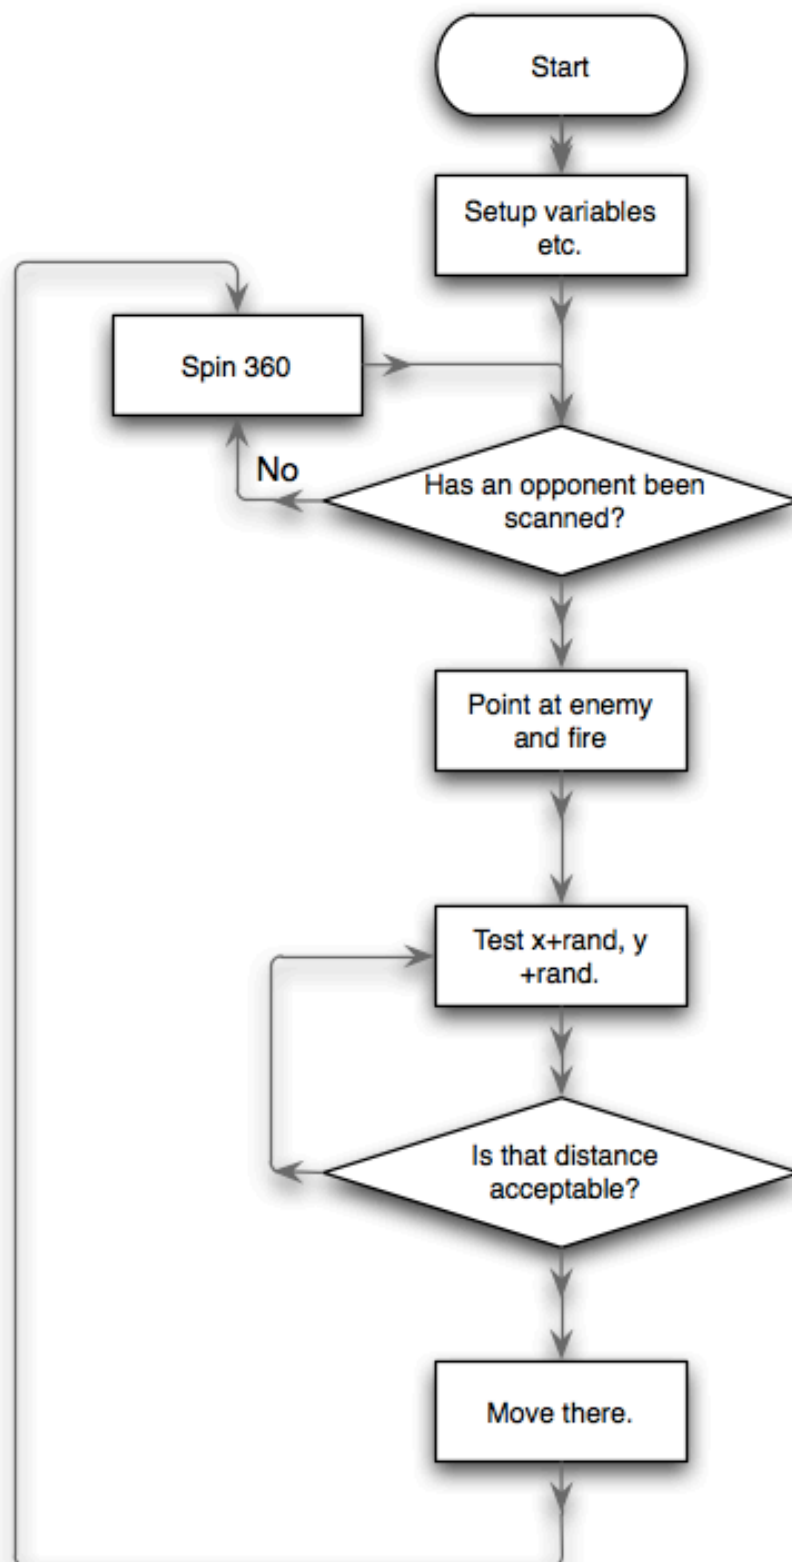 Start
Setup variables
etc.
Spin 360
No
Has an opponent been
scanned?
Point at enemy
and fire
Test x+rand, y
+rand.
Is that distance
acceptable?
Move there.